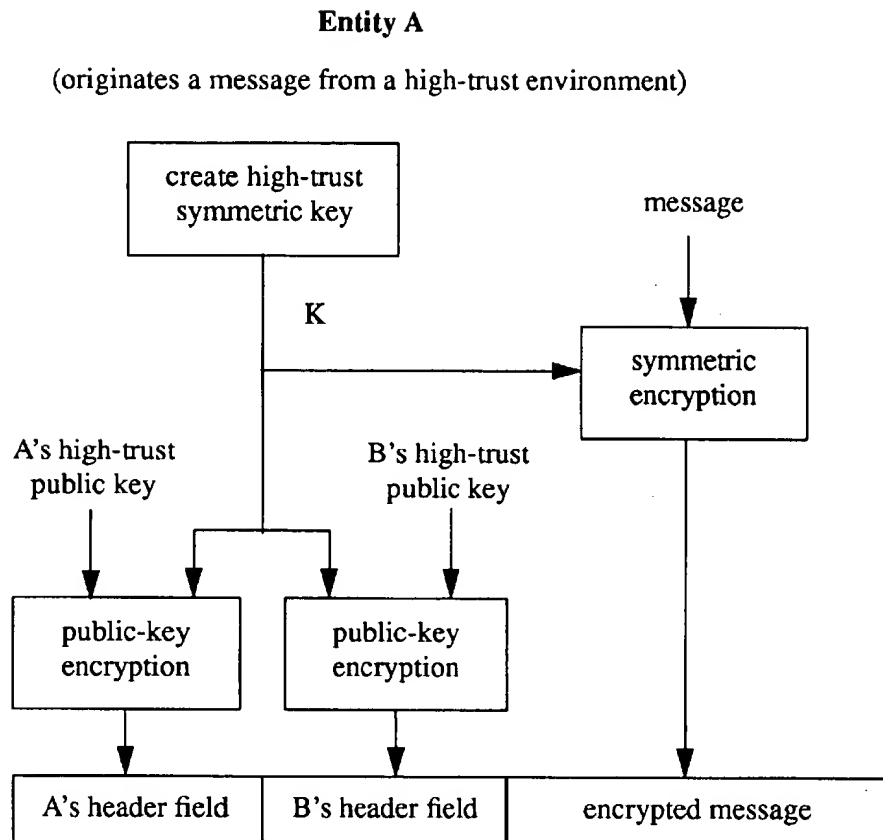 Entity A
(originates a message from a high-trust environment)
create high-trust
symmetric key
message
K
symmetric
encryption
A's high-trust
public key
B's high-trust
public key
public-key
encryption
public-key
encryption
A's header field
B's header field
encrypted message